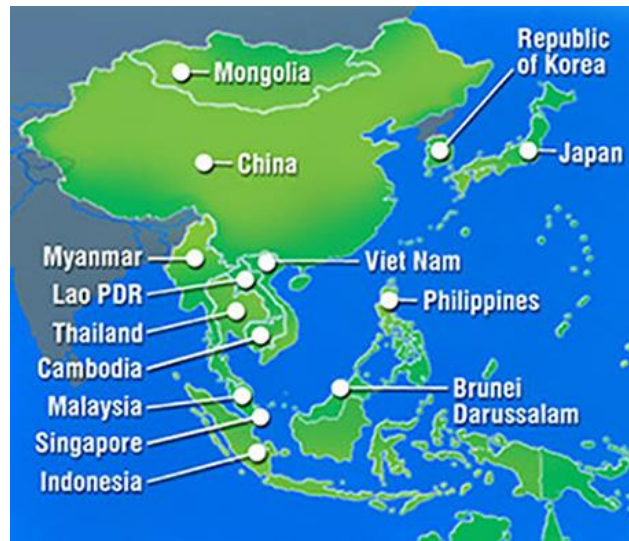 Republic
of Korea
Mongolia
Japan
China
Myanmar
Viet Nam
Lao PDR
Philippines
Thailand
Cambodia
Brunei
Darussalam
Malaysia
Singapore
Indonesia